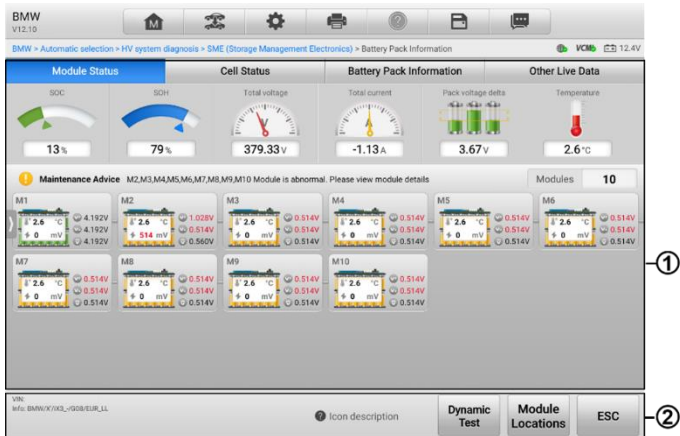 BMW
V12.10
BMW > Automatic selection > HV system diagnosis > SME (Storage Management Electronics) > Battery Pack Information
VCMI 12.4V
Module Status Cell Status Battery Pack Information Other Live Data
SOC SOH Total voltage Total current Pack voltage delta Temperature
V A
13 % 79 % 379.33 V -1.13 A 3.67 V 2.6 °C
Maintenance Advice M2,M3,M4,M5,M6,M7,M8,M9,M10 Module is abnormal. Please view module details
Modules 10
M1 M2 M3 M4 M5 M6
4.192V 1.028V 0.514V 0.514V 0.514V 0.514V
2.6 °C 2.6 °C 2.6 °C 2.6 °C 2.6 °C 2.6 °C
4.192V 0.514V 0.514V 0.514V 0.514V 0.514V
0 mV 514 mV 0 mV 0 mV 0 mV 0 mV
4.192V 0.560V 0.514V 0.514V 0.514V 0.514V
M7 M8 M9 M10
0.514V 0.514V 0.514V 0.514V
2.6 °C 2.6 °C 2.6 °C 2.6 °C
0.514V 0.514V 0.514V 0.514V
0 mV 0 mV 0 mV 0 mV
0.514V 0.514V 0.514V 0.514V
1
VIN:
Info: BMW/X'/iX3_-/G08/EUR_LL
Icon description
Dynamic Test
Module Locations
ESC
2